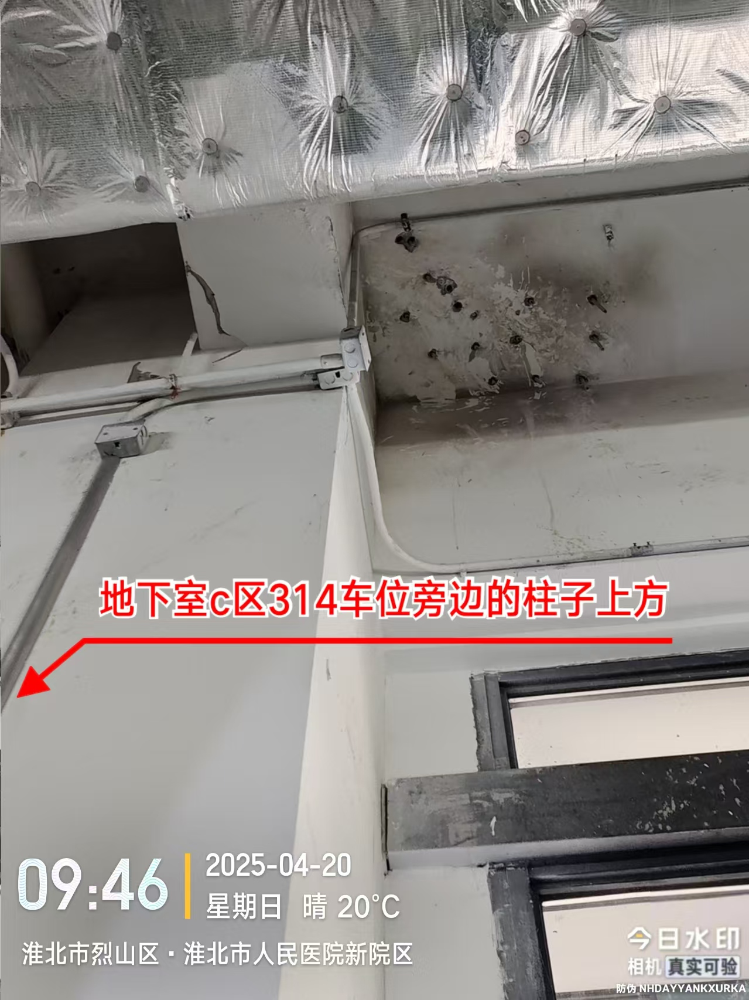 地下室c区314车位旁边的柱子上方
09:46
2025-04-20
星期日 晴 20°C
淮北市烈山区·淮北市人民医院新院区
今日水印
相机 真实可验
防伪 NHDAYYANKXURKA